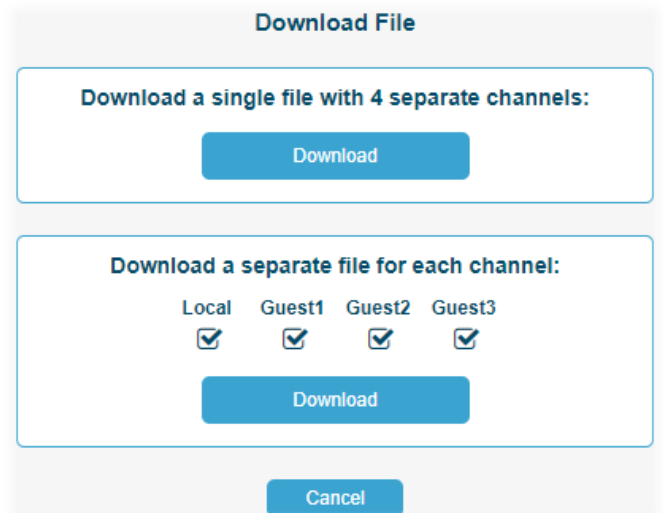 Download File
Download a single file with 4 separate channels:
Download
Download a separate file for each channel:
Local Guest1 Guest2 Guest3
Download
Cancel